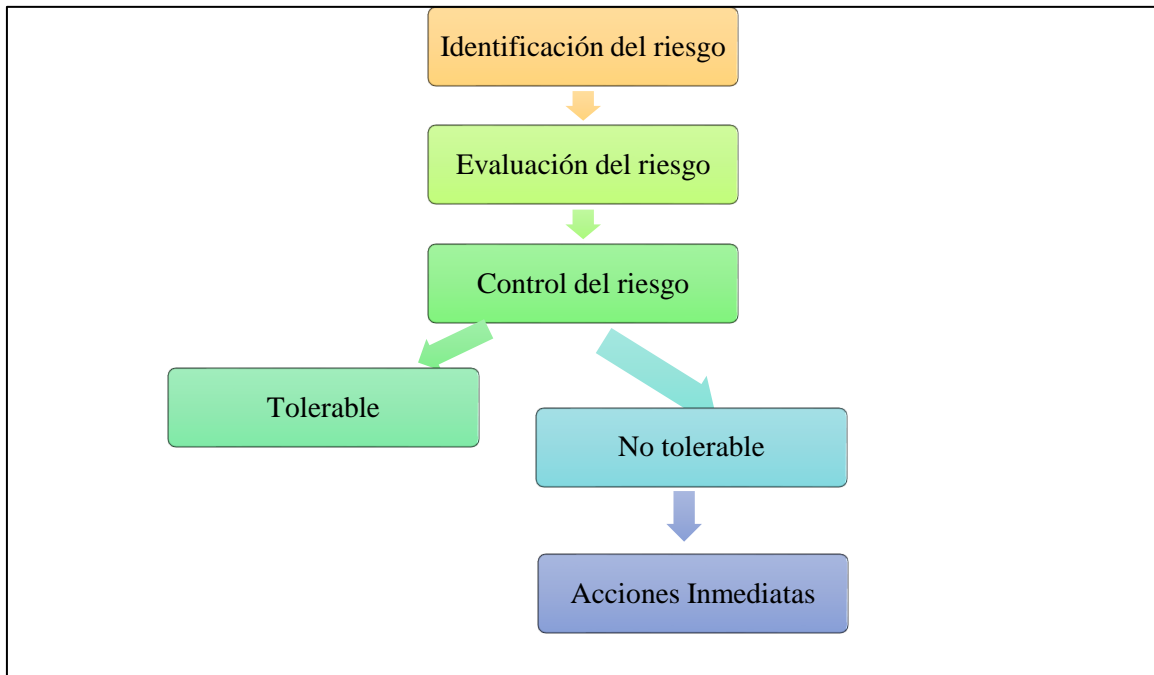 Identificación del riesgo
Evaluación del riesgo
Control del riesgo
Tolerable
No tolerable
Acciones Inmediatas